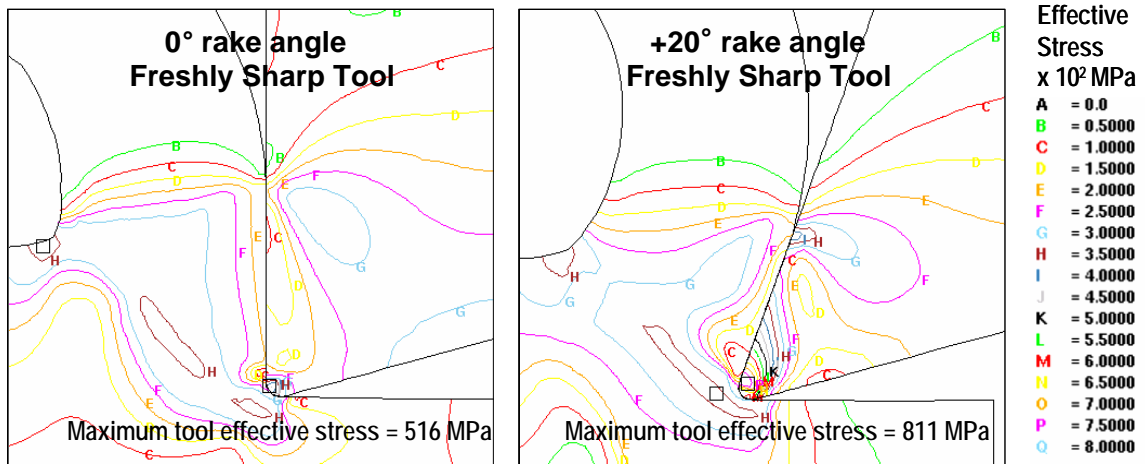 0° rake angle
Freshly Sharp Tool
B
B
C
C
D
D
E
F
G
E
F
E
C
D
G
H
H
D
F
E
F
H
G
C
H
H
C
Maximum tool effective stress = 516 MPa
+20° rake angle
Freshly Sharp Tool
B
C
B
C
D
D
E
F
E
I H
G
C
H
G
F
E
D
E
F
D
H
C
H
K
D
M
C
F
H
E
Maximum tool effective stress = 811 MPa
Effective
Stress
x 10² MPa
A = 0.0
B = 0.5000
C = 1.0000
D = 1.5000
E = 2.0000
F = 2.5000
G = 3.0000
H = 3.5000
I = 4.0000
J = 4.5000
K = 5.0000
L = 5.5000
M = 6.0000
N = 6.5000
O = 7.0000
P = 7.5000
Q = 8.0000